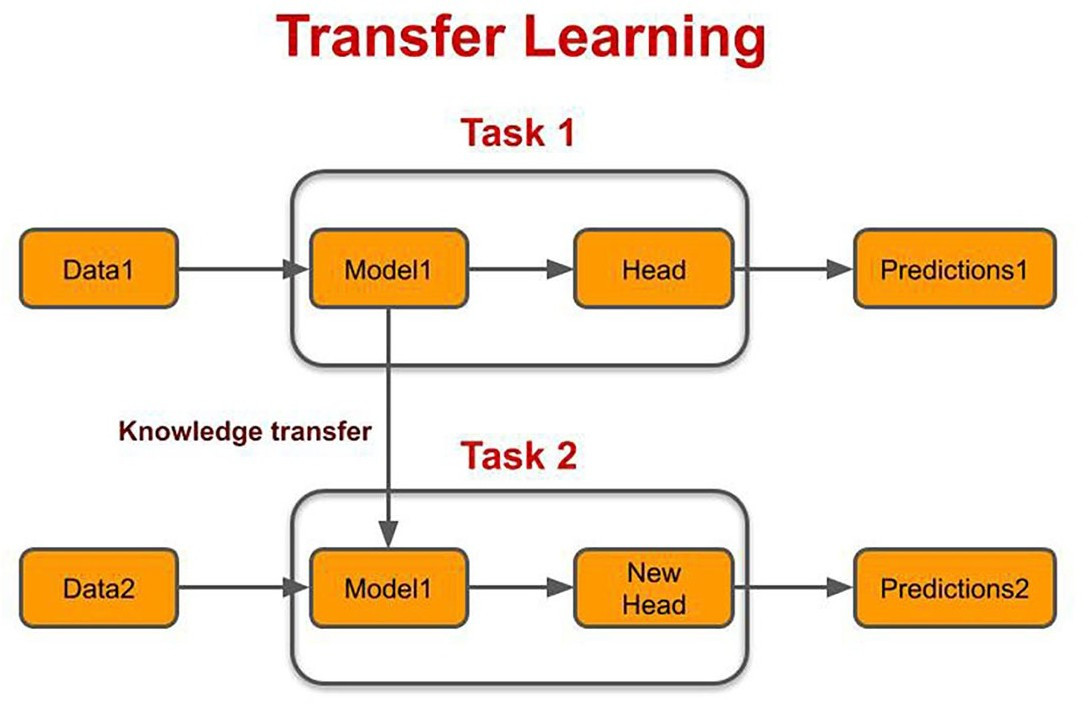 Transfer Learning
Task 1
Data1
Model1
Head
Predictions1
Knowledge transfer
Task 2
Data2
Model1
New
Head
Predictions2